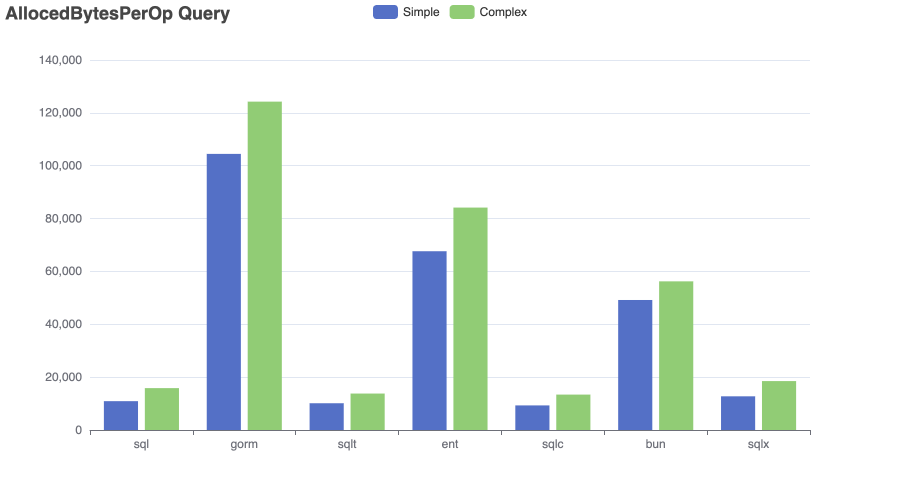 AllocedBytesPerOp Query
Simple Complex
140,000
120,000
100,000
80,000
60,000
40,000
20,000
0
sql gorm sqlt ent sqlc bun sqlx